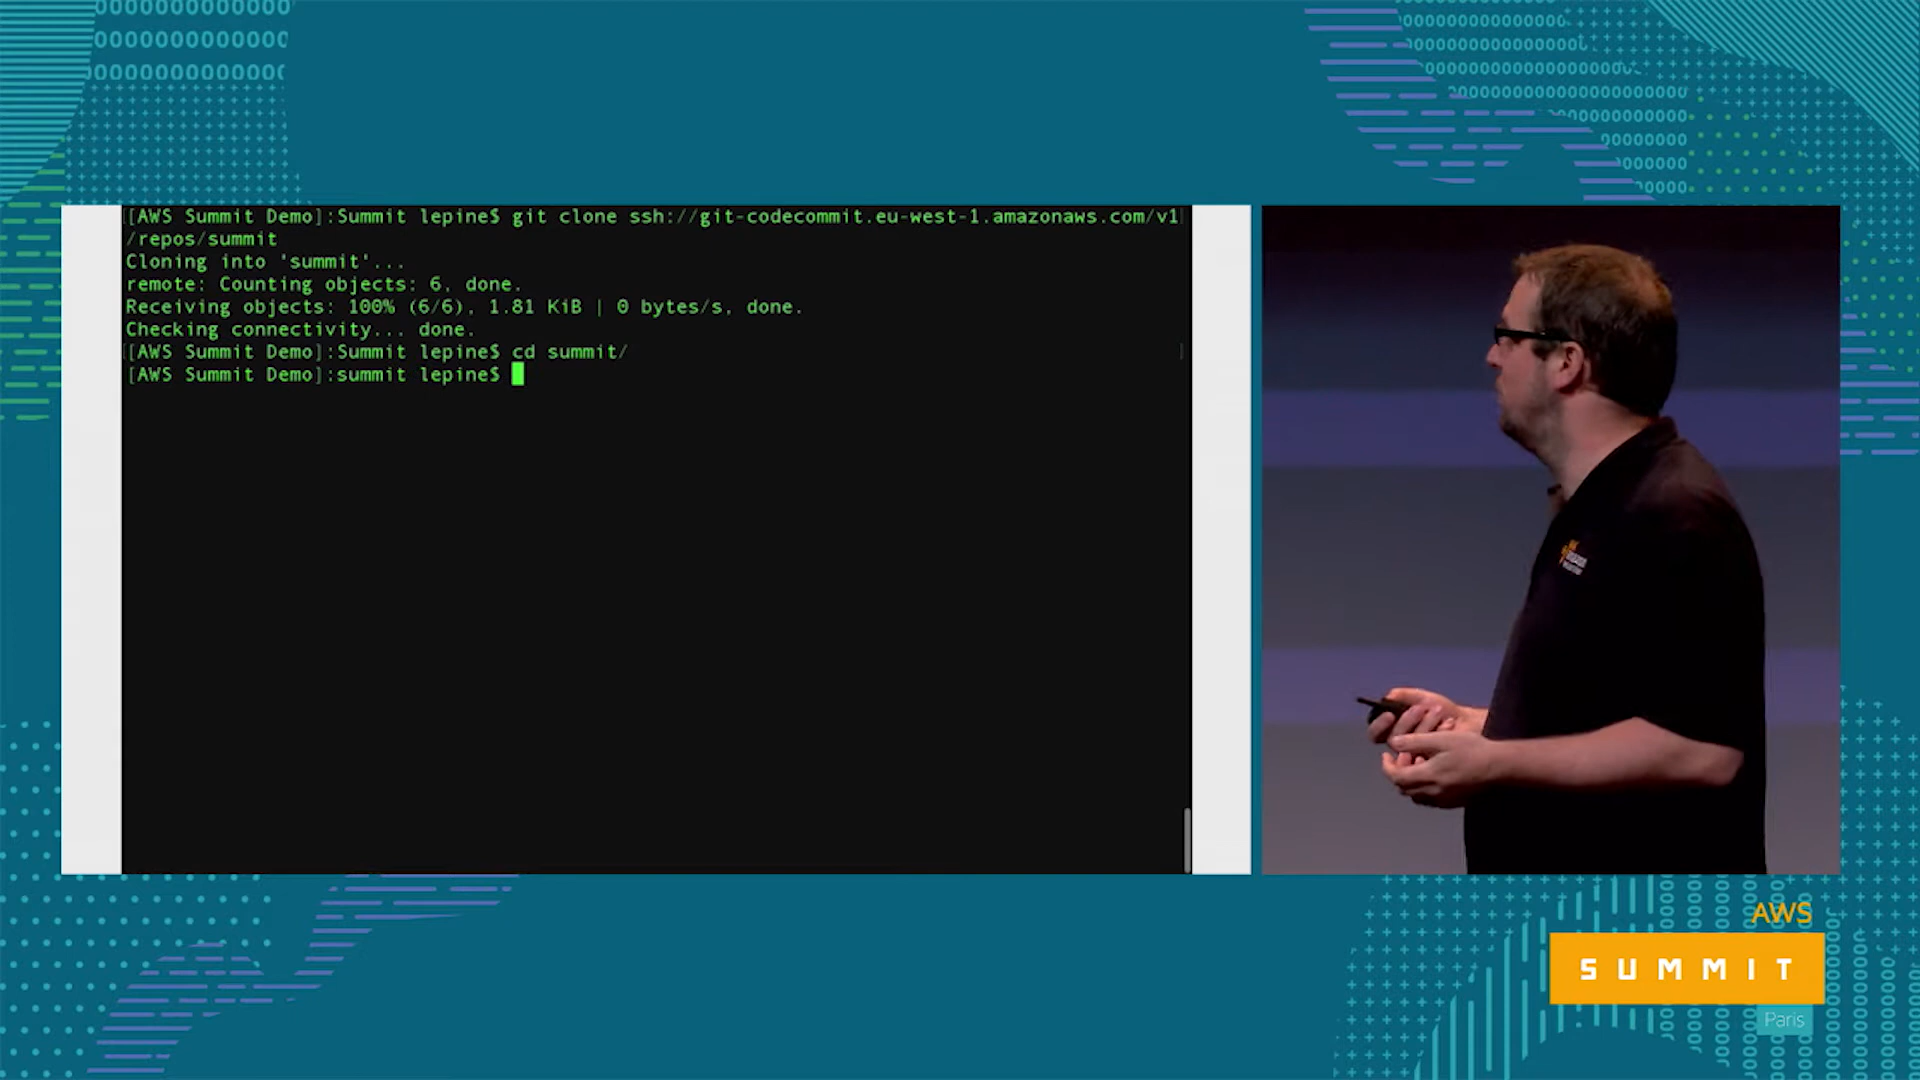 [AWS Summit Demo]:Summit lepine$ git clone ssh://git-codecommit.eu-west-1.amazonaws.com/v1
/repos/summit
Cloning into 'summit'...
remote: Counting objects: 6, done.
Receiving objects: 100% (6/6), 1.81 KiB | 0 bytes/s, done.
Checking connectivity... done.
[AWS Summit Demo]:Summit lepine$ cd summit/
[AWS Summit Demo]:summit lepine$
AWS
SUMMIT
Paris